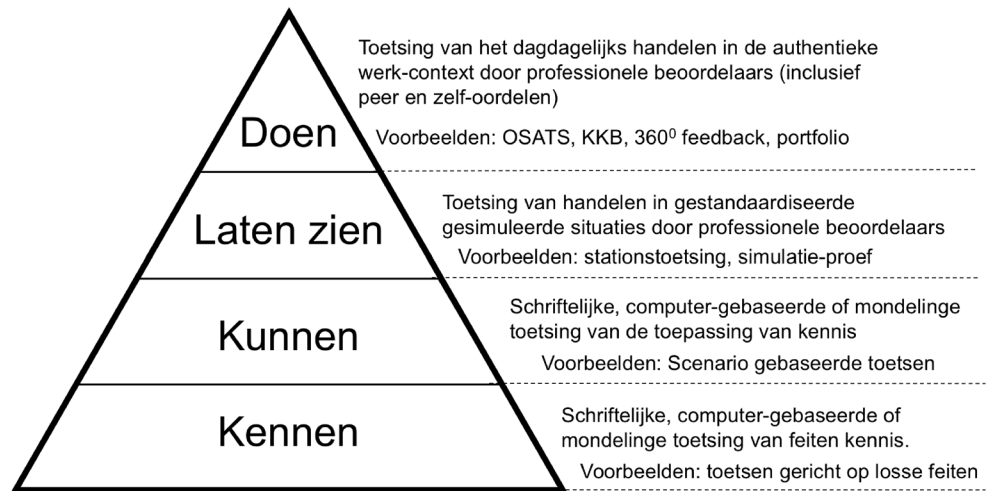 Toetsing van het dagdagelijks handelen in de authentieke
werk-context door professionele beoordelaars (inclusief
peer en zelf-oordelen)
Doen
Voorbeelden: OSATS, KKB, 360⁰ feedback, portfolio
Toetsing van handelen in gestandaardiseerde
gesimuleerde situaties door professionele beoordelaars
Laten zien
Voorbeelden: stationstoetsing, simulatie-proef
Schriftelijke, computer-gebaseerde of mondelinge
toetsing van de toepassing van kennis
Kunnen
Voorbeelden: Scenario gebaseerde toetsen
Schriftelijke, computer-gebaseerde of
mondelinge toetsing van feiten kennis.
Kennen
Voorbeelden: toetsen gericht op losse feiten